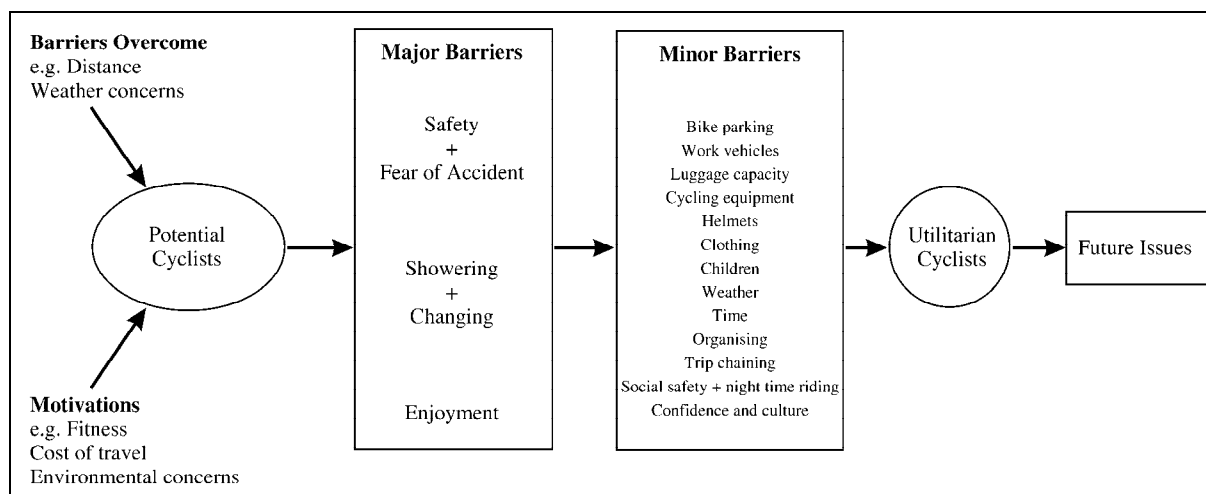 Barriers Overcome
e.g. Distance
Weather concerns
Potential
Cyclists
Motivations
e.g. Fitness
Cost of travel
Environmental concerns
Major Barriers
Safety
+
Fear of Accident
Showering
+
Changing
Enjoyment
Minor Barriers
Bike parking
Work vehicles
Luggage capacity
Cycling equipment
Helmets
Clothing
Children
Weather
Time
Organising
Trip chaining
Social safety + night time riding
Confidence and culture
Utilitarian
Cyclists
Future Issues